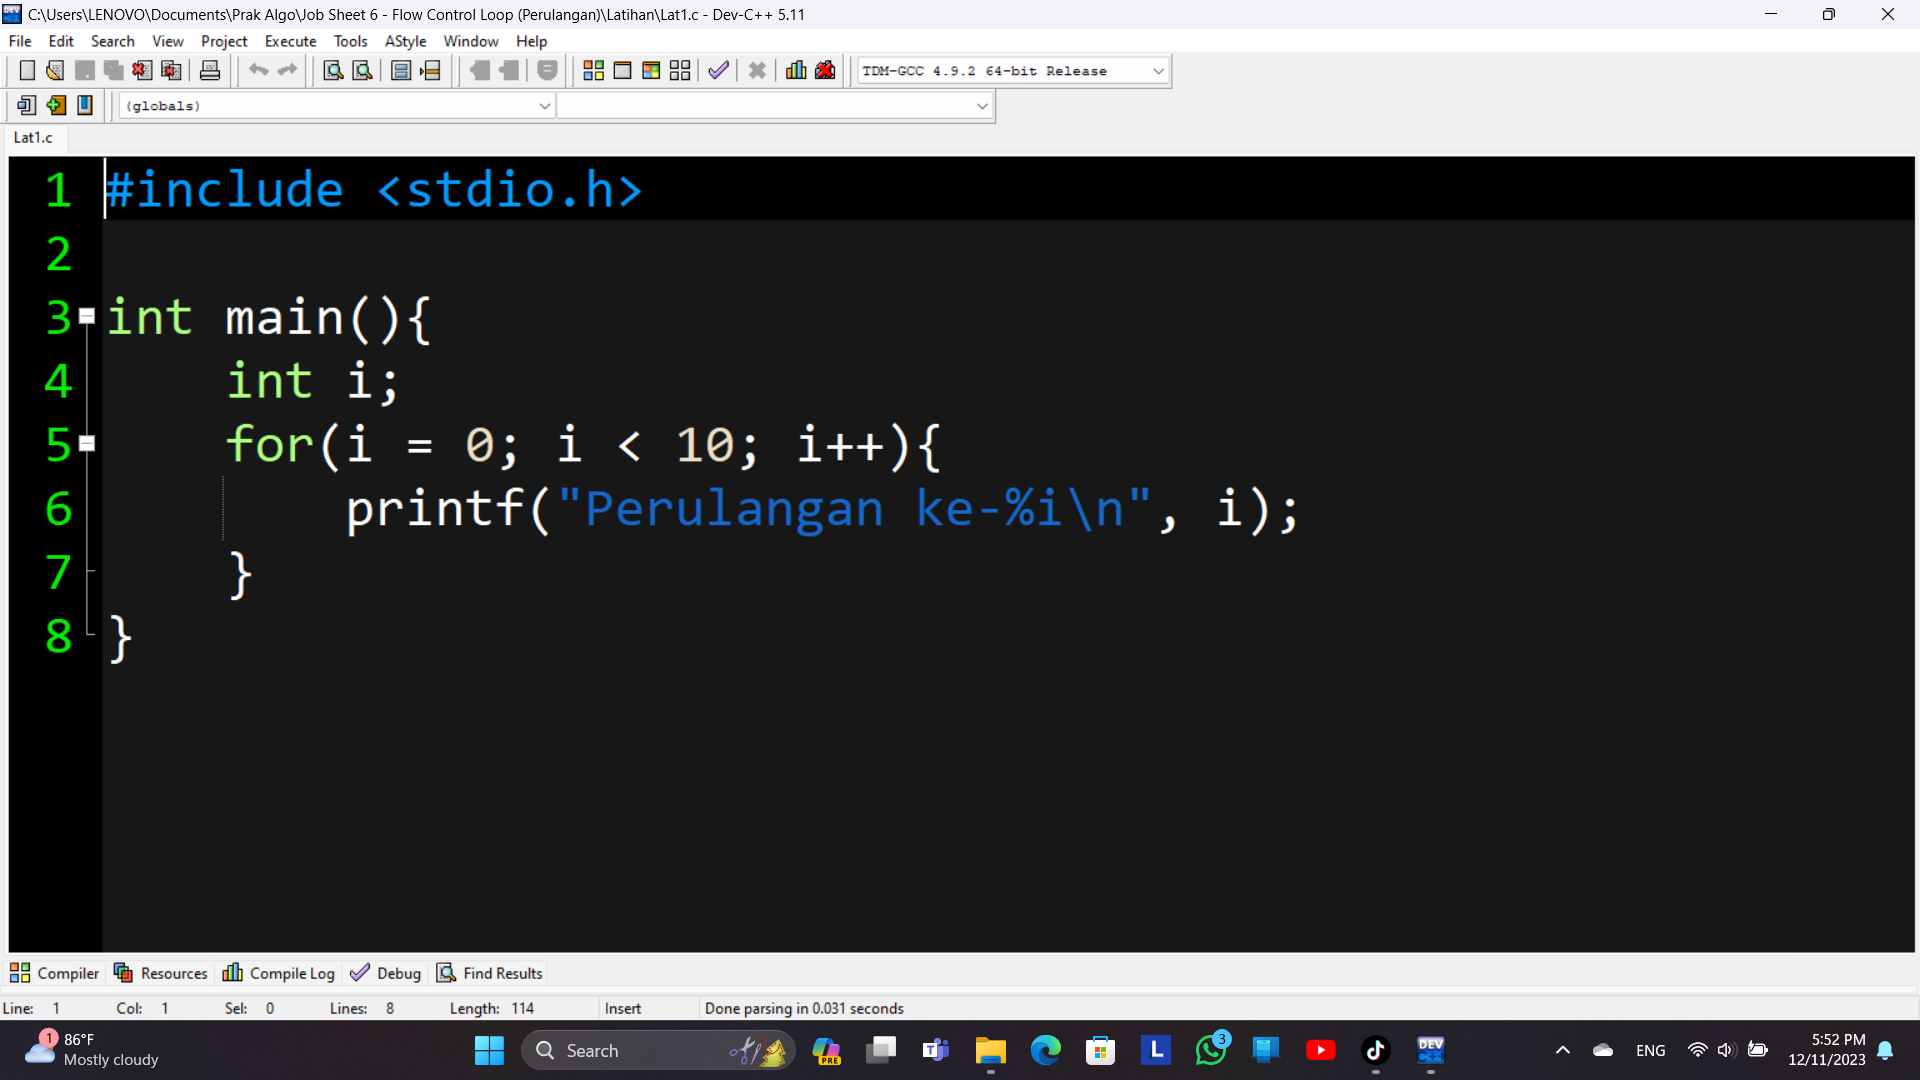 C:\Users\LENOVO\Documents\Prak Algo\Job Sheet 6 - Flow Control Loop (Perulangan)\Latihan\Lat1.c - Dev-C++ 5.11
File Edit Search View Project Execute Tools AStyle Window Help
TDM-GCC 4.9.2 64-bit Release
(globals)
Lat1.c
1 #include <stdio.h>
2
3 int main(){
4 int i;
5 for(i = 0; i < 10; i++){
6 printf("Perulangan ke-%i\n", i);
7 }
8 }
Compiler Resources Compile Log Debug Find Results
Line: 1 Col: 1 Sel: 0 Lines: 8 Length: 114 Insert Done parsing in 0.031 seconds
1 86°F
Mostly cloudy
Search
PRE
T
L
3
DEV
C++
ENG
5:52 PM
12/11/2023